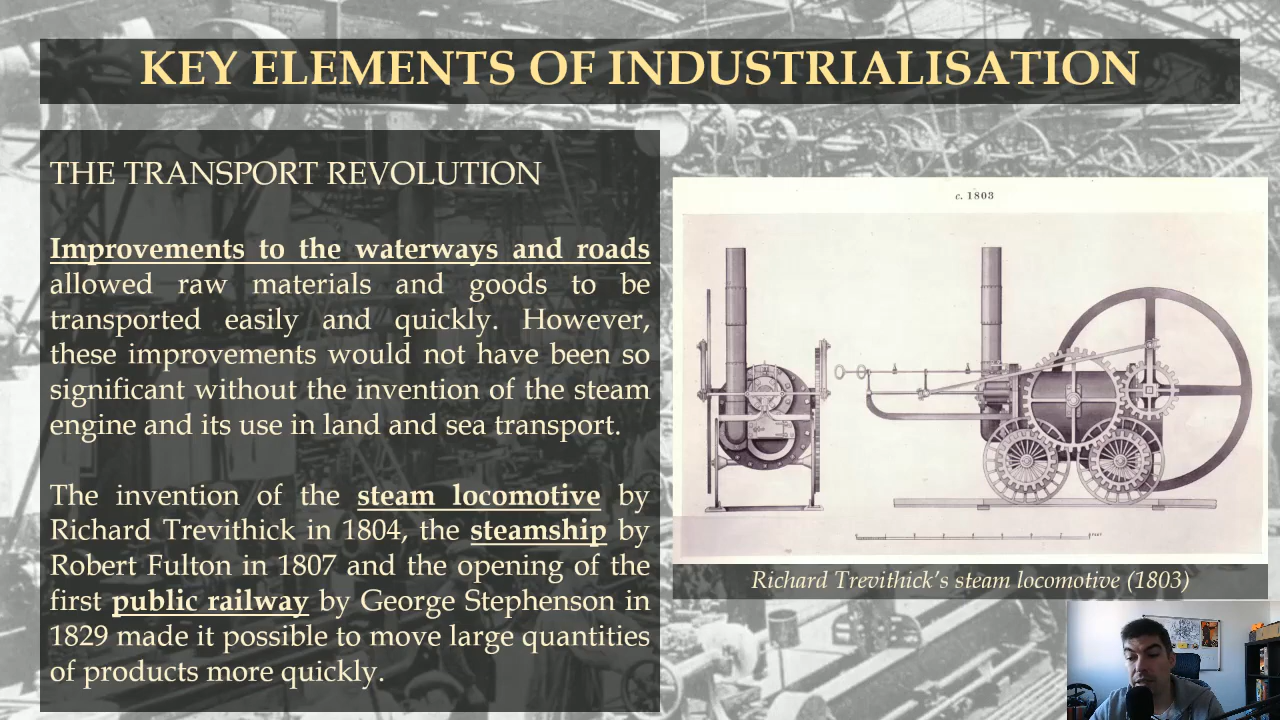 KEY ELEMENTS OF INDUSTRIALISATION
THE TRANSPORT REVOLUTION
Improvements to the waterways and roads
allowed raw materials and goods to be
transported easily and quickly. However,
these improvements would not have been so
significant without the invention of the steam
engine and its use in land and sea transport.
The invention of the steam locomotive by
Richard Trevithick in 1804, the steamship by
Robert Fulton in 1807 and the opening of the
first public railway by George Stephenson in
1829 made it possible to move large quantities
of products more quickly.
c. 1803
Richard Trevithick's steam locomotive (1803)